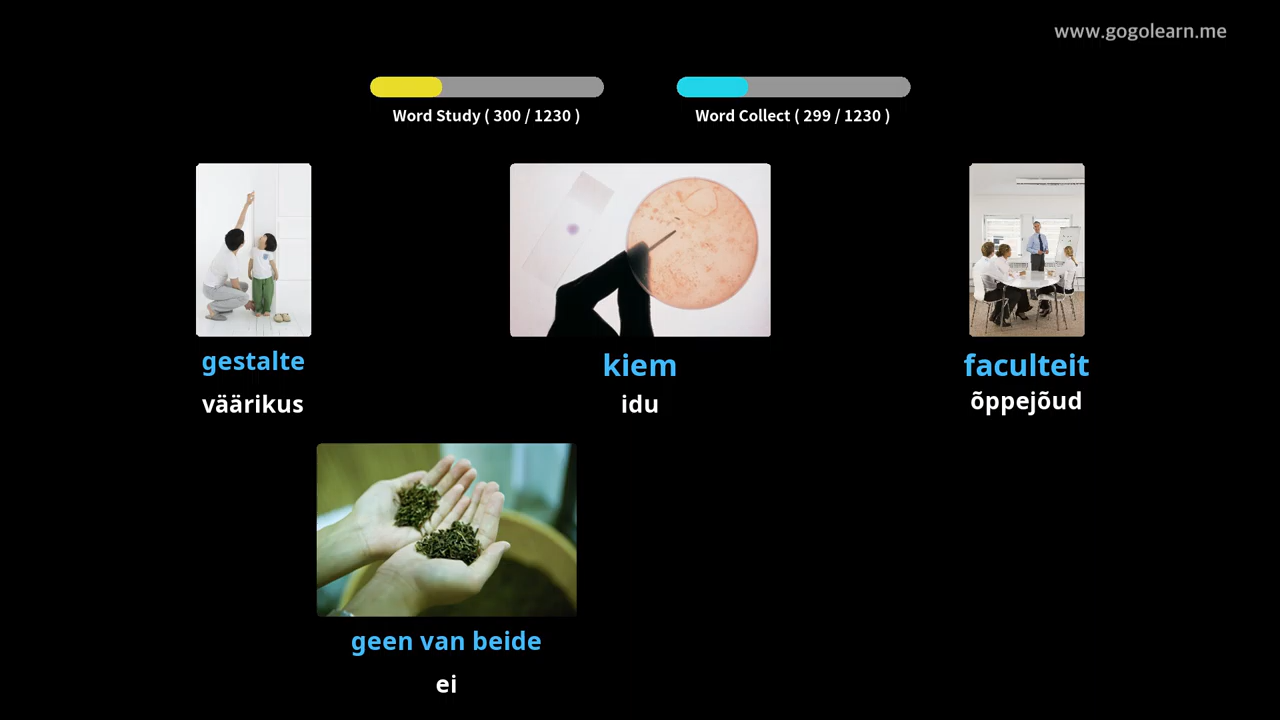 www.gogolearn.me
Word Study ( 300 / 1230 )
Word Collect ( 299 / 1230 )
gestalte
väärikus
kiem
idu
faculteit
õppejõud
geen van beide
ei